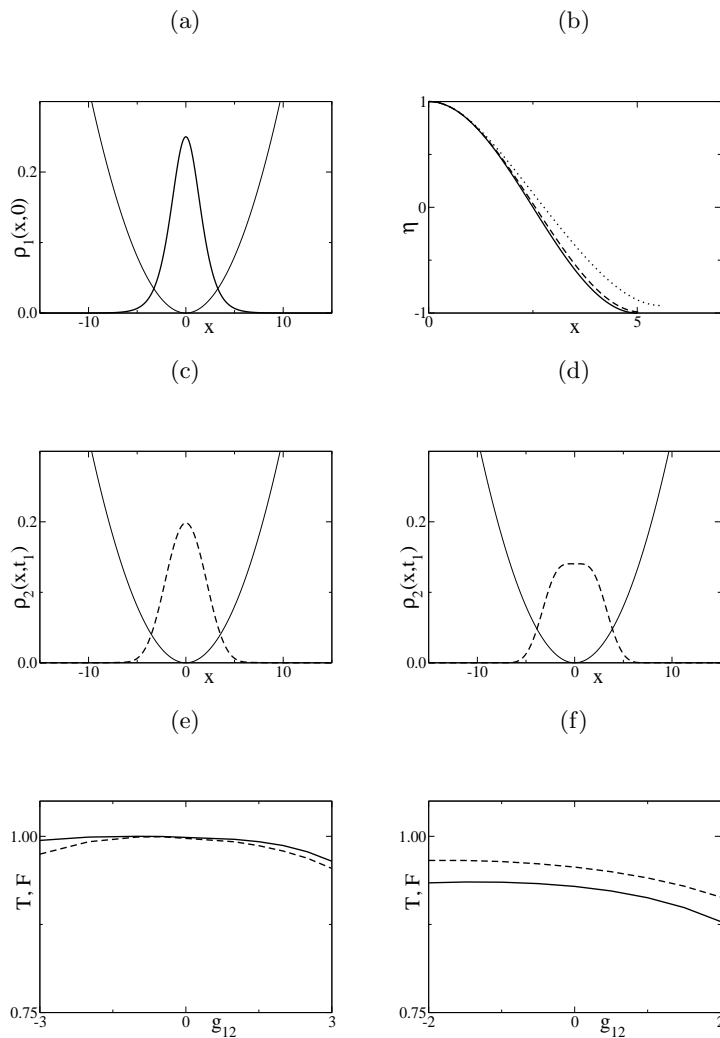 (a)
(b)
0.2
0.0
ρ₁(x,0)
-10
0
10
x
1
0
-1
η
0
5
x
(c)
(d)
0.2
0.0
ρ₂(x,t₁)
-10
0
10
x
0.2
0.0
ρ₂(x,t₁)
-10
0
10
x
(e)
(f)
1.00
0.75
T, F
-3
0
3
g₁₂
1.00
0.75
T, F
-2
0
2
g₁₂